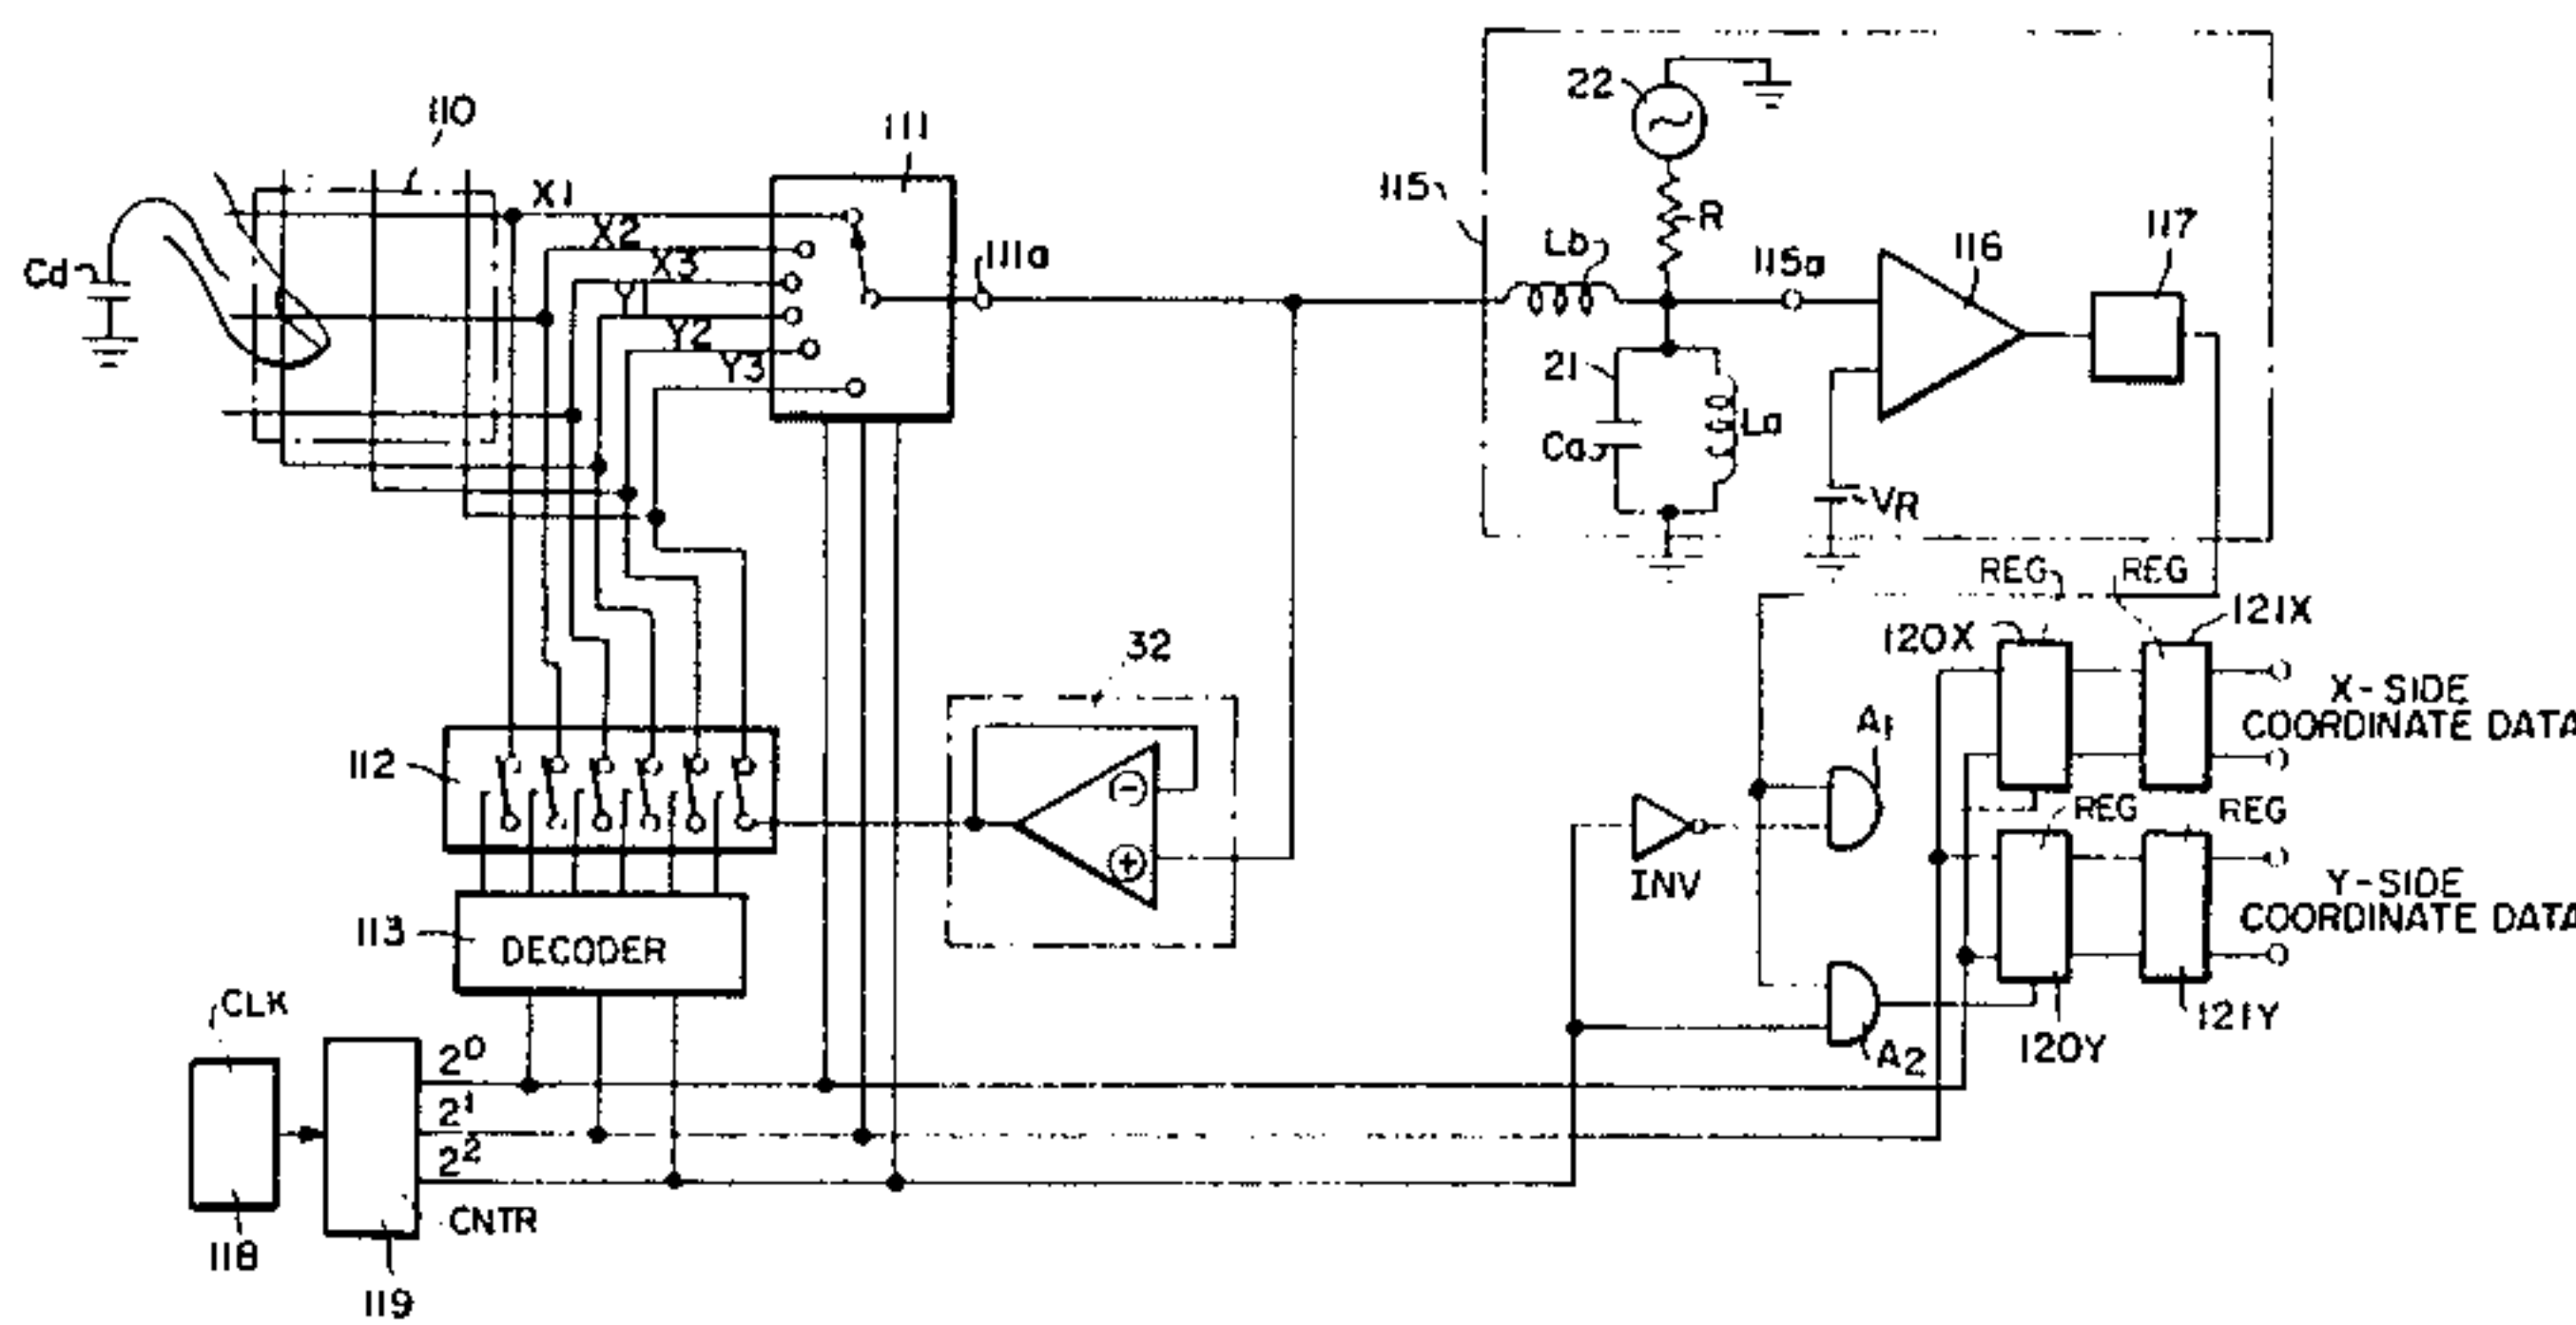 110
X1
X2
X3
Y1
Y2
Y3
Cd
111
111a
22
R
Lb
115
115a
116
117
21
Ca
La
VR
REG
REG
120X
121X
X-SIDE
COORDINATE DATA
32
A1
112
INV
REG
REG
Y-SIDE
COORDINATE DATA
113
DECODER
A2
120Y
121Y
CLK
2⁰
2¹
2²
CNTR
118
119